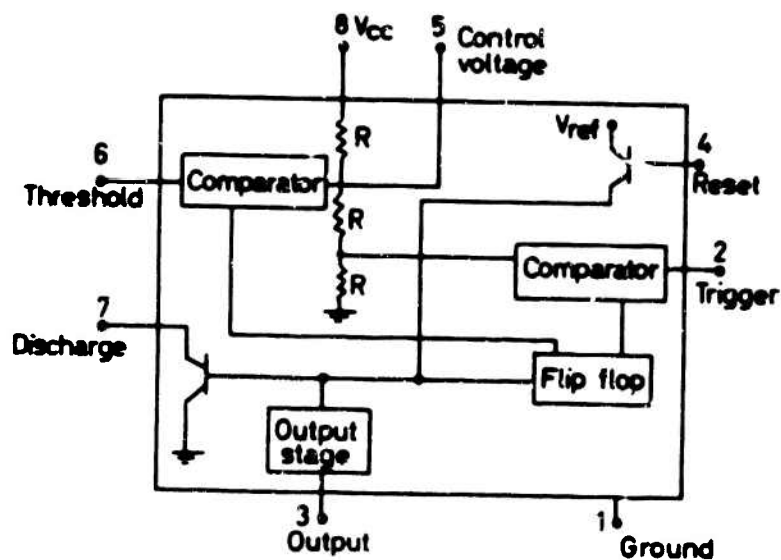 8 Vcc
5
Control
voltage
R
Vref
4
Reset
6
Threshold
Comparator
R
2
Trigger
Comparator
R
7
Discharge
Flip flop
Output
stage
3
Output
1
Ground